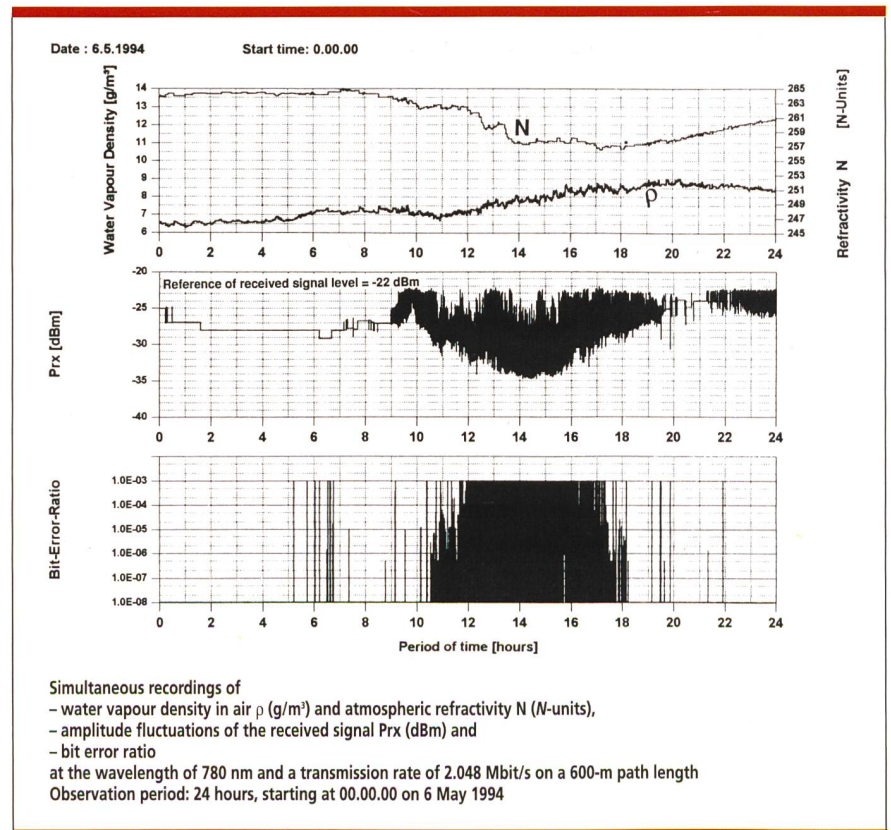 Date : 6.5.1994 Start time: 0.00.00
Water Vapour Density [g/m³]
14
13
12
11
10
9
8
7
6
N
ρ
265
263
261
259
257
255
253
251
249
247
245
Refractivity N [N-Units]
0 2 4 6 8 10 12 14 16 18 20 22 24
Prx [dBm]
-20
-25
-30
-35
-40
Reference of received signal level = -22 dBm
0 2 4 6 8 10 12 14 16 18 20 22 24
Bit-Error-Ratio
1.0E-03
1.0E-04
1.0E-05
1.0E-06
1.0E-07
1.0E-08
0 2 4 6 8 10 12 14 16 18 20 22 24
Period of time [hours]
Simultaneous recordings of
– water vapour density in air ρ (g/m³) and atmospheric refractivity N (N-units),
– amplitude fluctuations of the received signal Prx (dBm) and
– bit error ratio
at the wavelength of 780 nm and a transmission rate of 2.048 Mbit/s on a 600-m path length
Observation period: 24 hours, starting at 00.00.00 on 6 May 1994